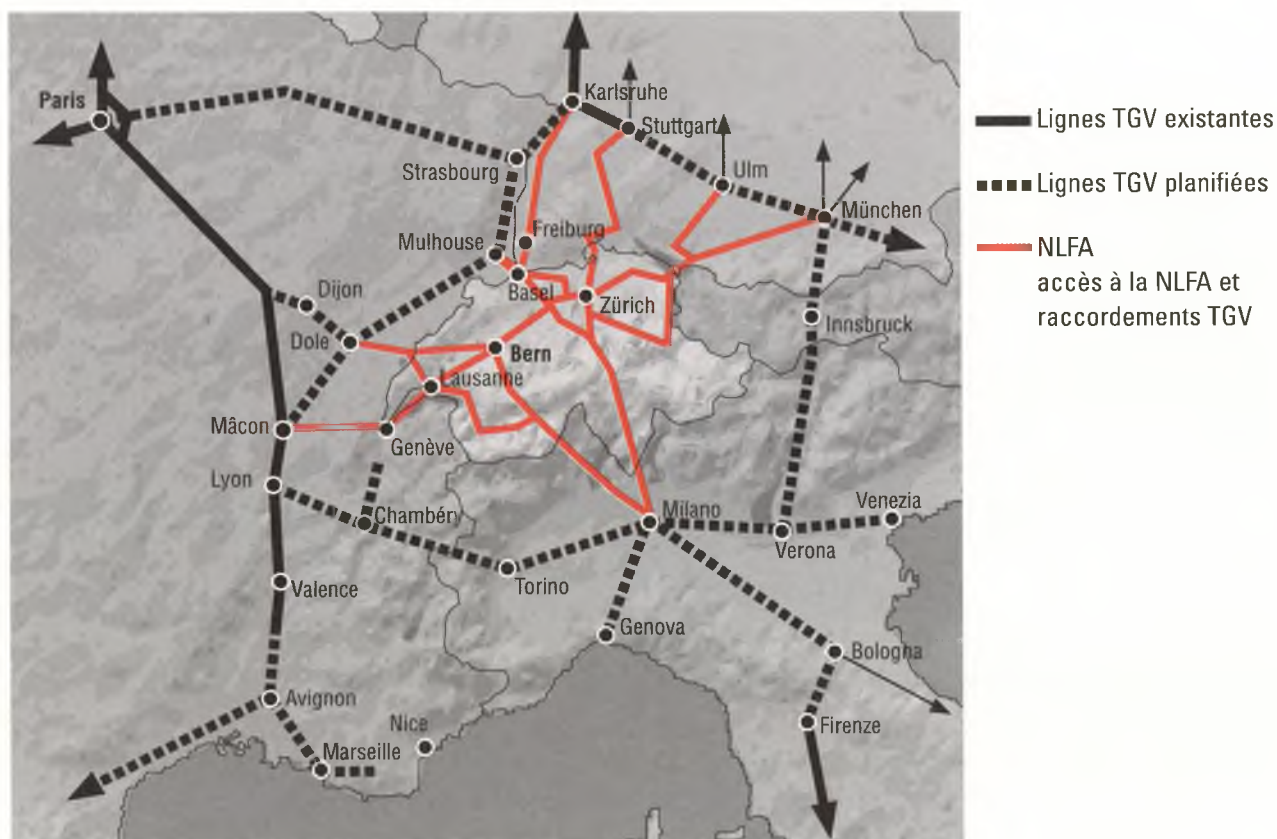 Paris
Karlsruhe
Stuttgart
Strasbourg
Ulm
München
Mulhouse
Freiburg
Basel
Zürich
Dijon
Dole
Bern
Innsbruck
Lausanne
Mâcon
Genève
Lyon
Chambéry
Milano
Venezia
Verona
Torino
Valence
Genova
Bologna
Avignon
Nice
Firenze
Marseille
Lignes TGV existantes
Lignes TGV planifiées
NLFA
accès à la NLFA et
raccordements TGV